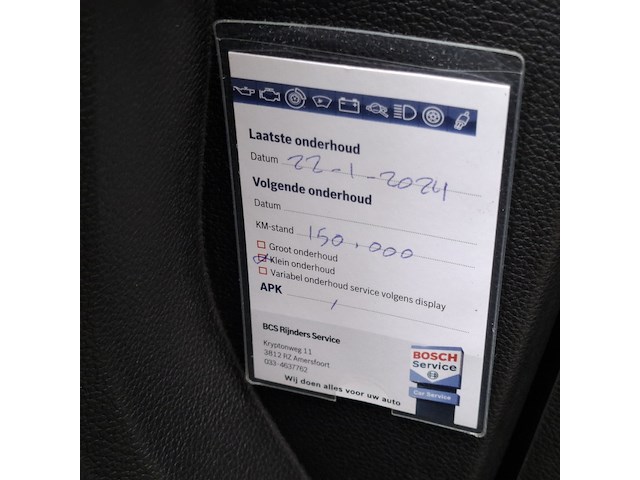 Laatste onderhoud
Datum 22-1-2024
Volgende onderhoud
Datum
KM-stand 150.000
Groot onderhoud
Klein onderhoud
Variabel onderhoud service volgens display
APK
BCS Rijnders Service
Kryptonweg 11
3812 RZ Amersfoort
033-4637762
Wij doen alles voor uw auto
BOSCH
Service
Car Service